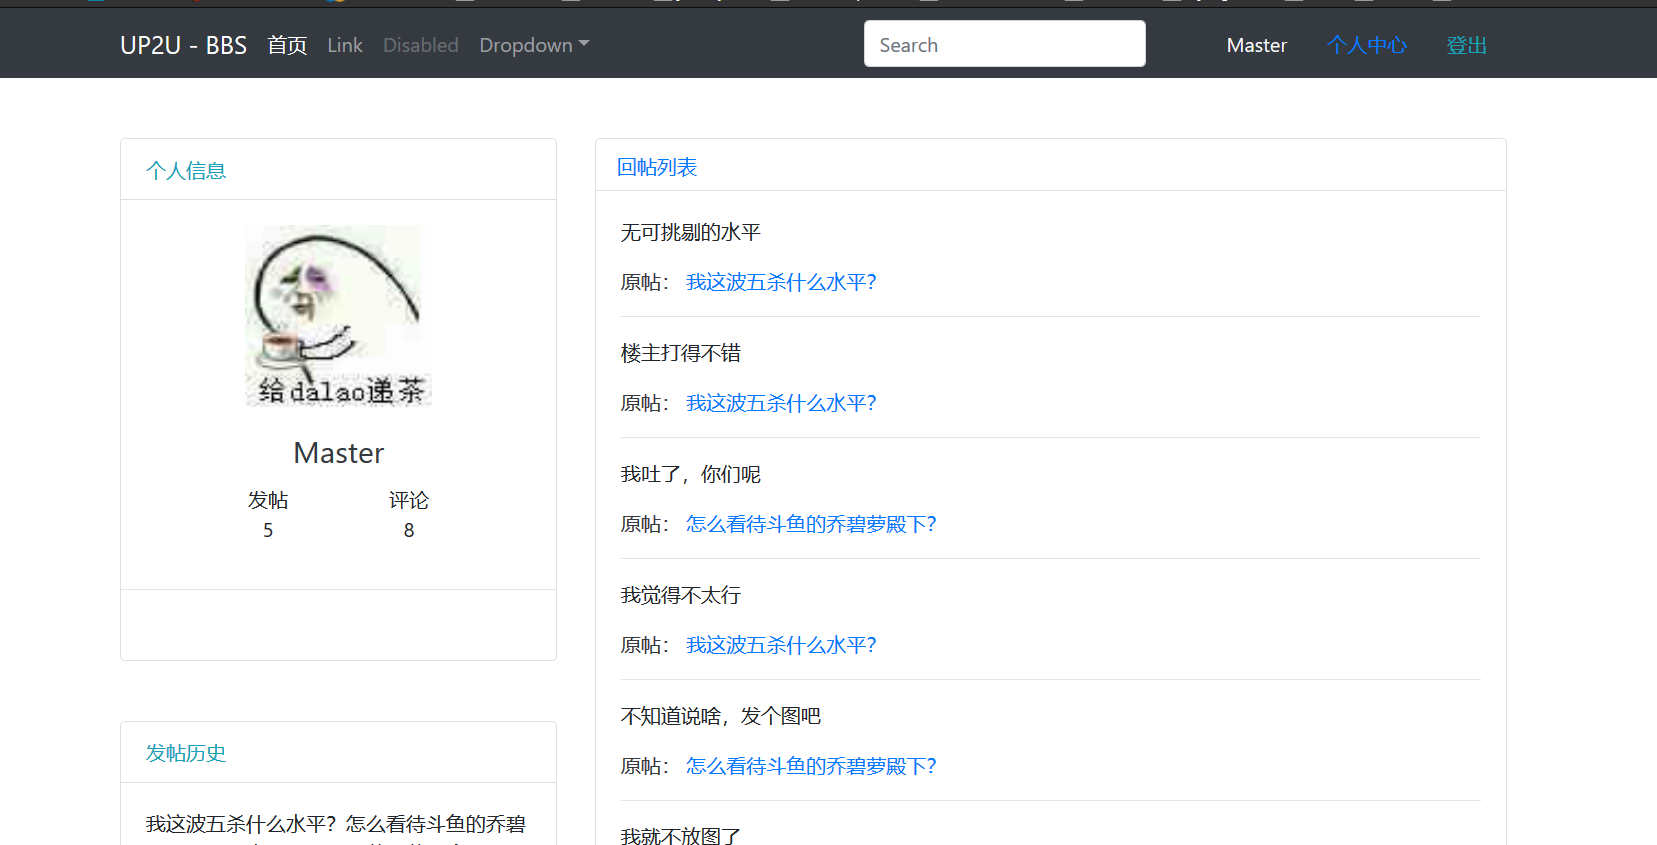 UP2U - BBS 首页 Link Disabled Dropdown Search Master 个人中心 登出
个人信息
给dalao递茶
Master
发帖 评论
5 8
发帖历史
我这波五杀什么水平？怎么看待斗鱼的乔碧
回帖列表
无可挑剔的水平
原帖： 我这波五杀什么水平？
楼主打得不错
原帖： 我这波五杀什么水平？
我吐了，你们呢
原帖： 怎么看待斗鱼的乔碧萝殿下？
我觉得不太行
原帖： 我这波五杀什么水平？
不知道说啥，发个图吧
原帖： 怎么看待斗鱼的乔碧萝殿下？
我就不放图了